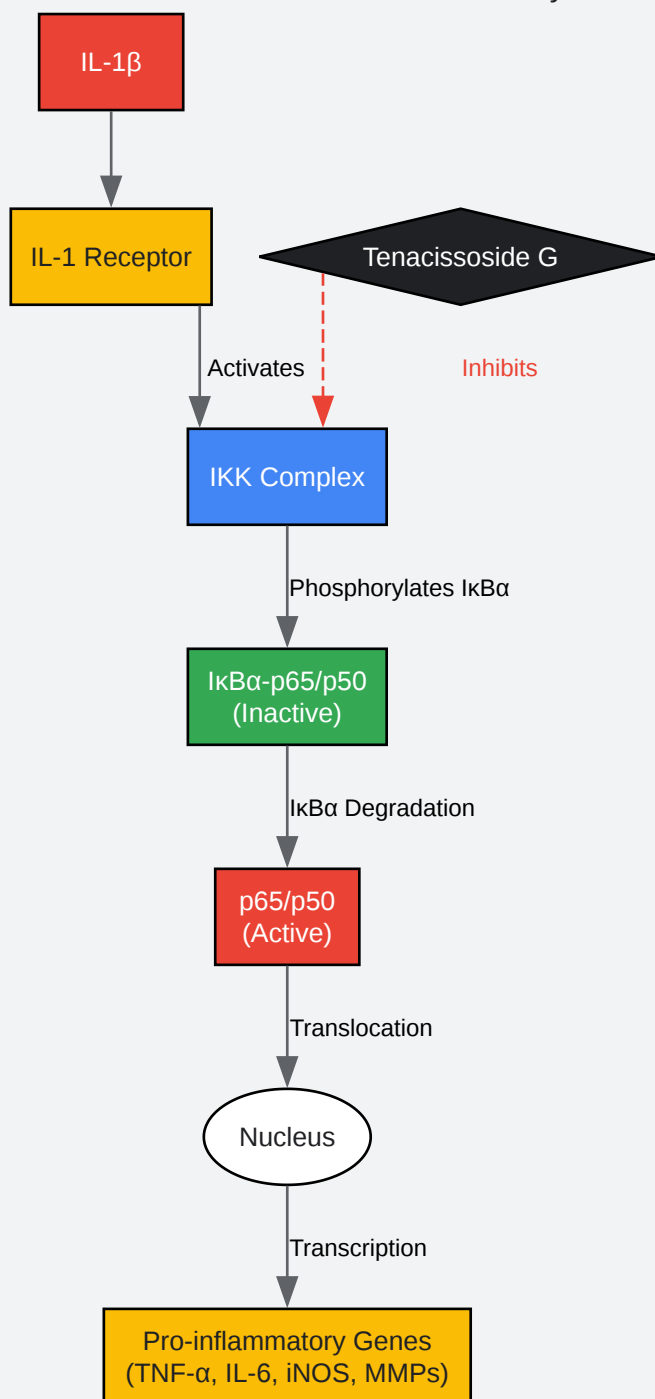 IL-1β
IL-1 Receptor
Tenacissoside G
Activates
Inhibits
IKK Complex
Phosphorylates IκBα
IκBα-p65/p50
(Inactive)
IκBα Degradation
p65/p50
(Active)
Translocation
Nucleus
Transcription
Pro-inflammatory Genes
(TNF-α, IL-6, iNOS, MMPs)